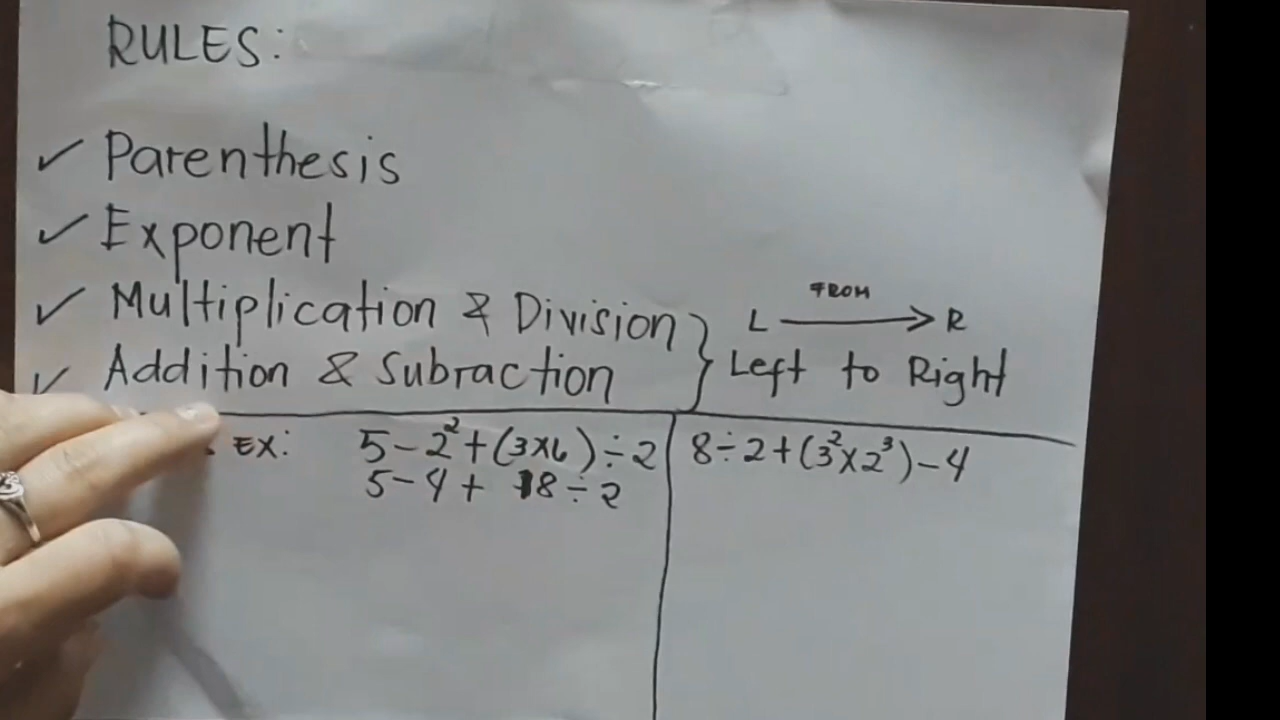 RULES:
✓ Parenthesis
✓ Exponent
✓ Multiplication & Division
✓ Addition & Subraction
FROM
L → R
Left to Right
EX: 5-2²+(3x6)÷2
5-4+ 18÷2
8÷2+(3²x2³)-4